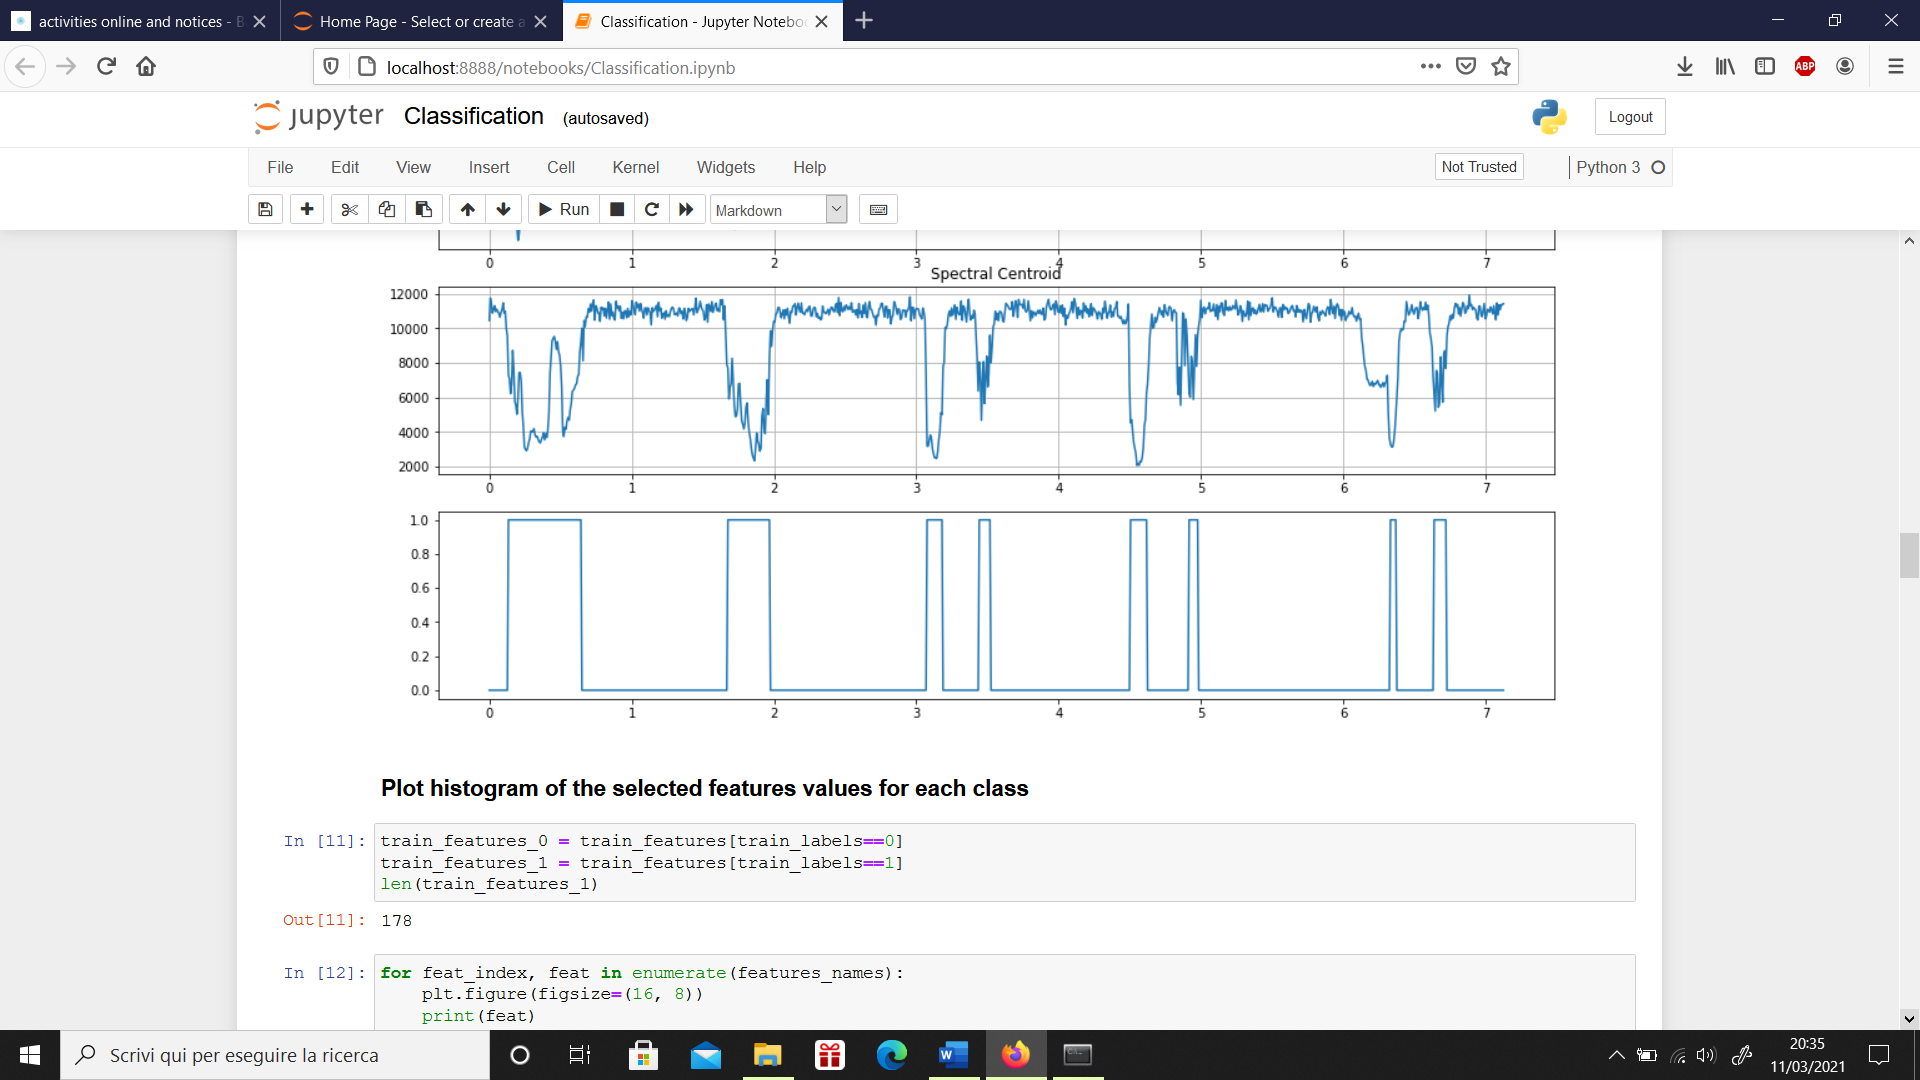 activities online and notices - B
Home Page - Select or create a
Classification - Jupyter Notebo
localhost:8888/notebooks/Classification.ipynb
ABP
jupyter Classification (autosaved)
Logout
File Edit View Insert Cell Kernel Widgets Help
Not Trusted
Python 3
Run
Markdown
0 1 2 3 4 5 6 7
Spectral Centroid
12000
10000
8000
6000
4000
2000
0 1 2 3 4 5 6 7
1.0
0.8
0.6
0.4
0.2
0.0
0 1 2 3 4 5 6 7
Plot histogram of the selected features values for each class
In [11]: train_features_0 = train_features[train_labels==0]
train_features_1 = train_features[train_labels==1]
len(train_features_1)
Out[11]: 178
In [12]: for feat_index, feat in enumerate(features_names):
plt.figure(figsize=(16, 8))
print(feat)
Scrivi qui per eseguire la ricerca
20:35
11/03/2021